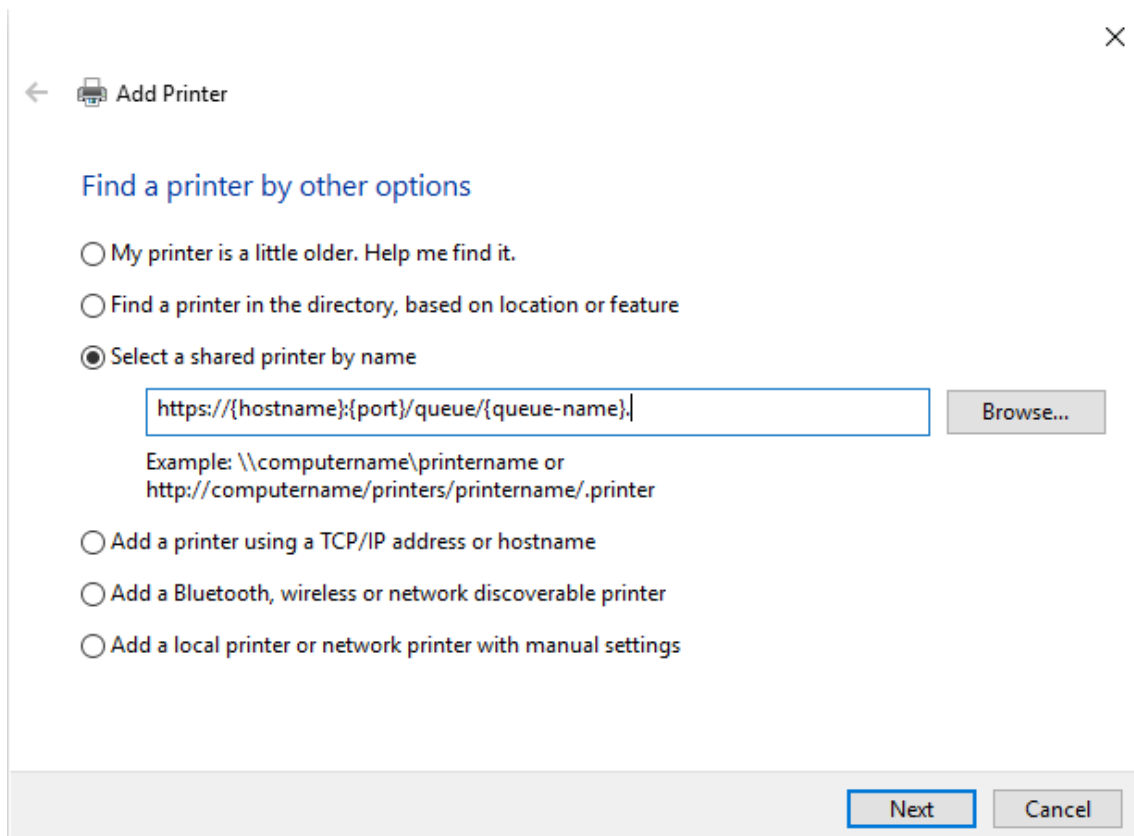 Add Printer
Find a printer by other options
My printer is a little older. Help me find it.
Find a printer in the directory, based on location or feature
Select a shared printer by name
https://{hostname}:{port}/queue/{queue-name}.
Browse...
Example: \\computername\printername or
http://computername/printers/printername/.printer
Add a printer using a TCP/IP address or hostname
Add a Bluetooth, wireless or network discoverable printer
Add a local printer or network printer with manual settings
Next
Cancel